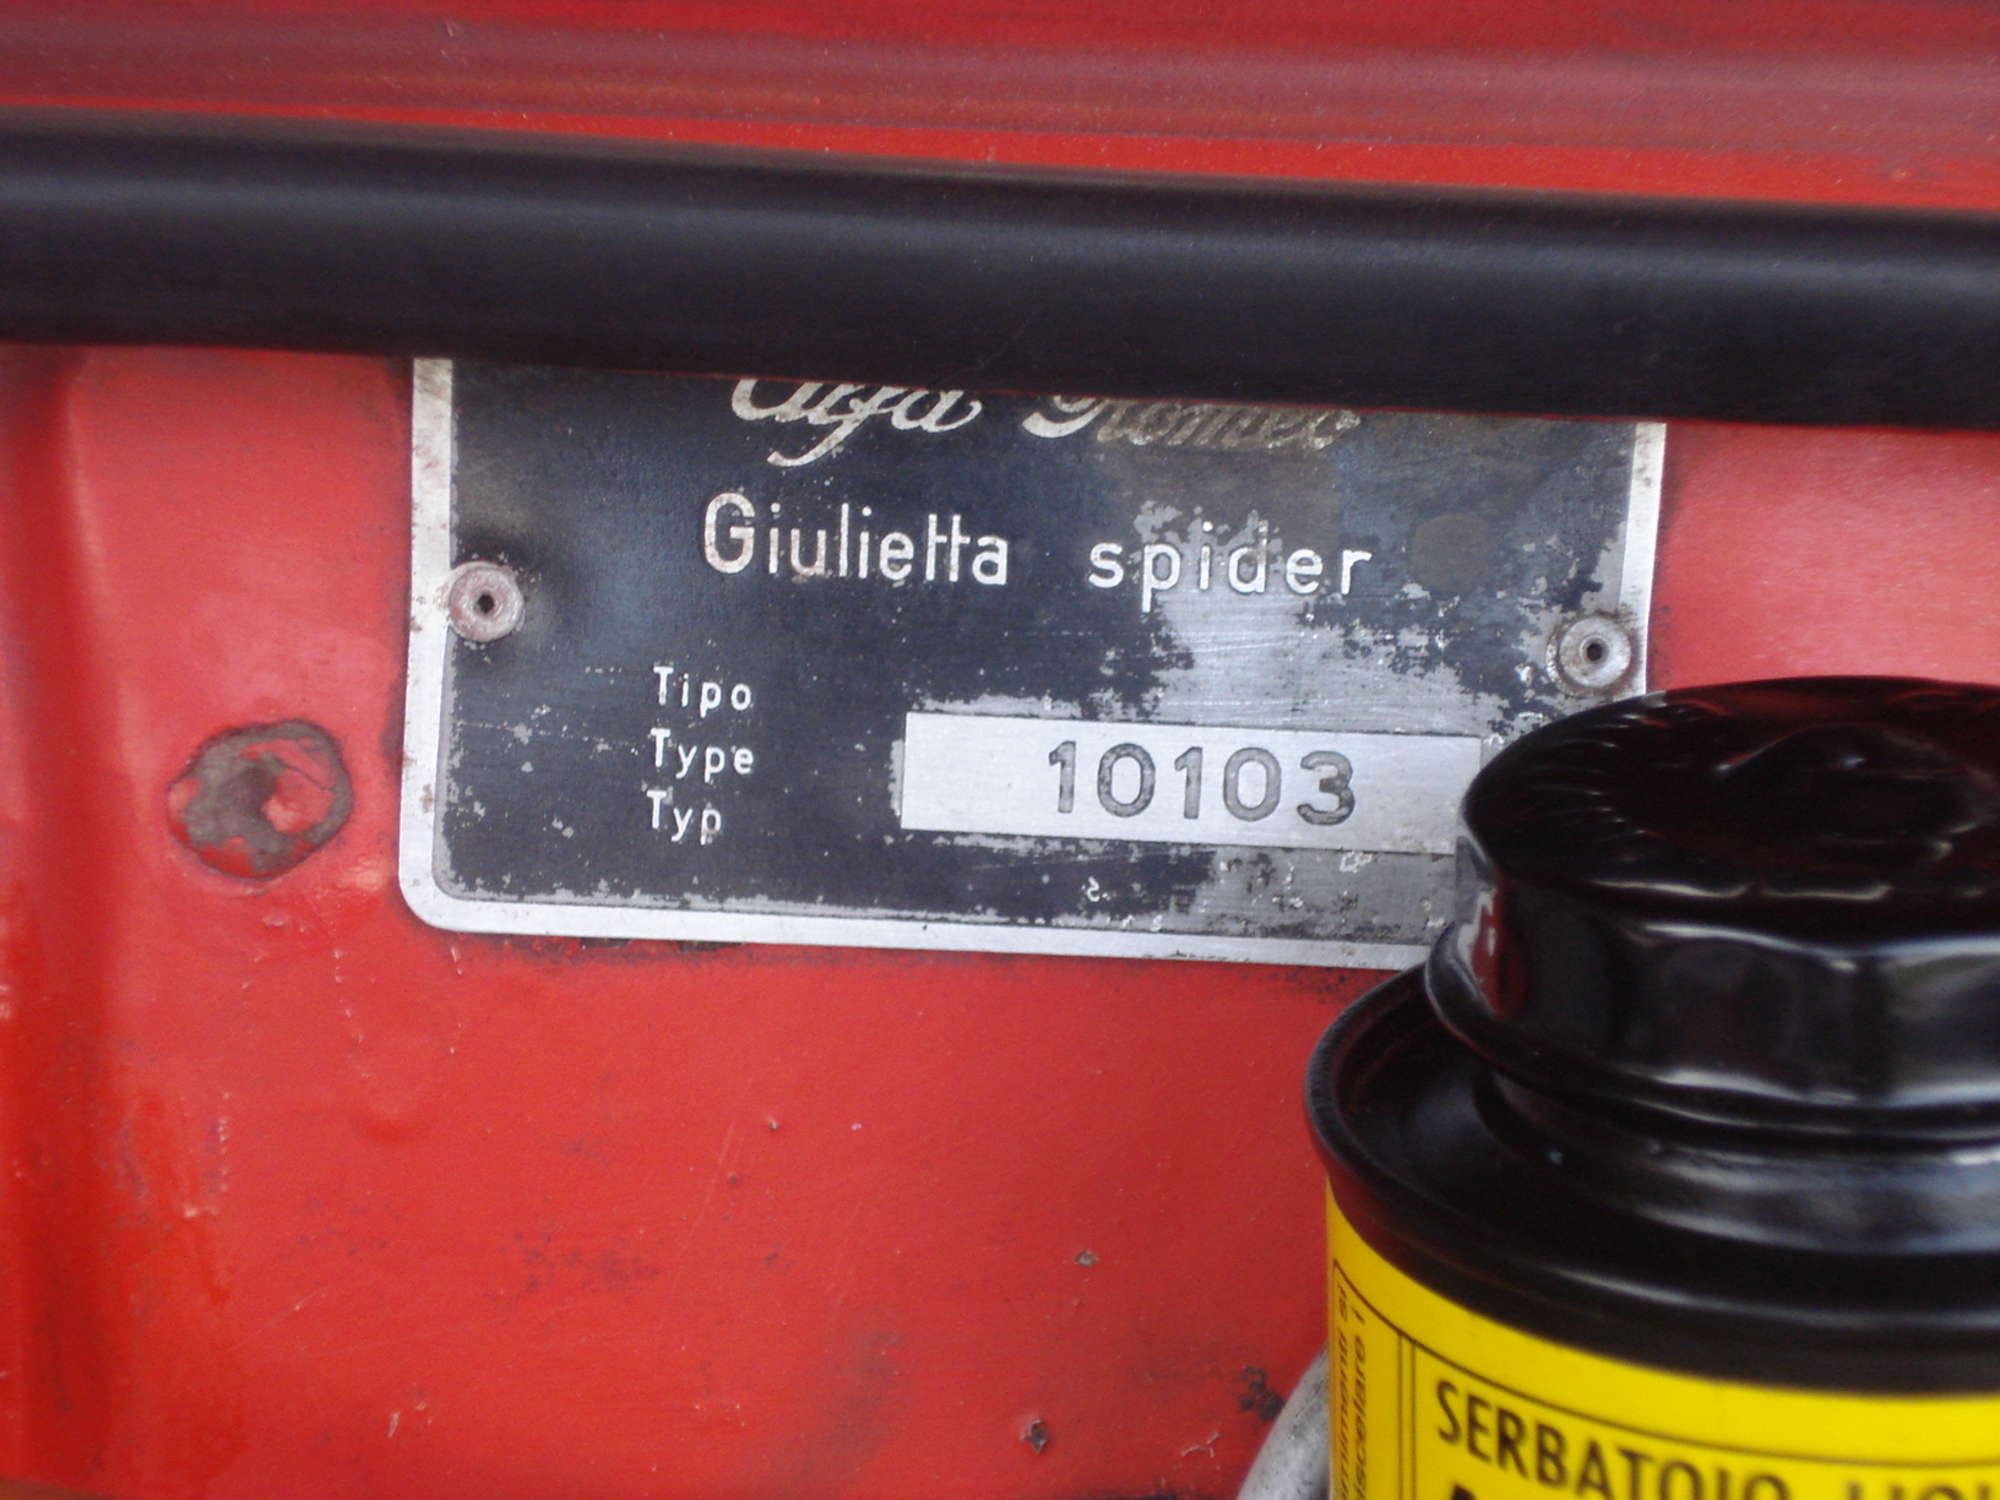 Alfa Romeo
Giulietta spider
Tipo
Type
Typ
10103
SERBATOIO